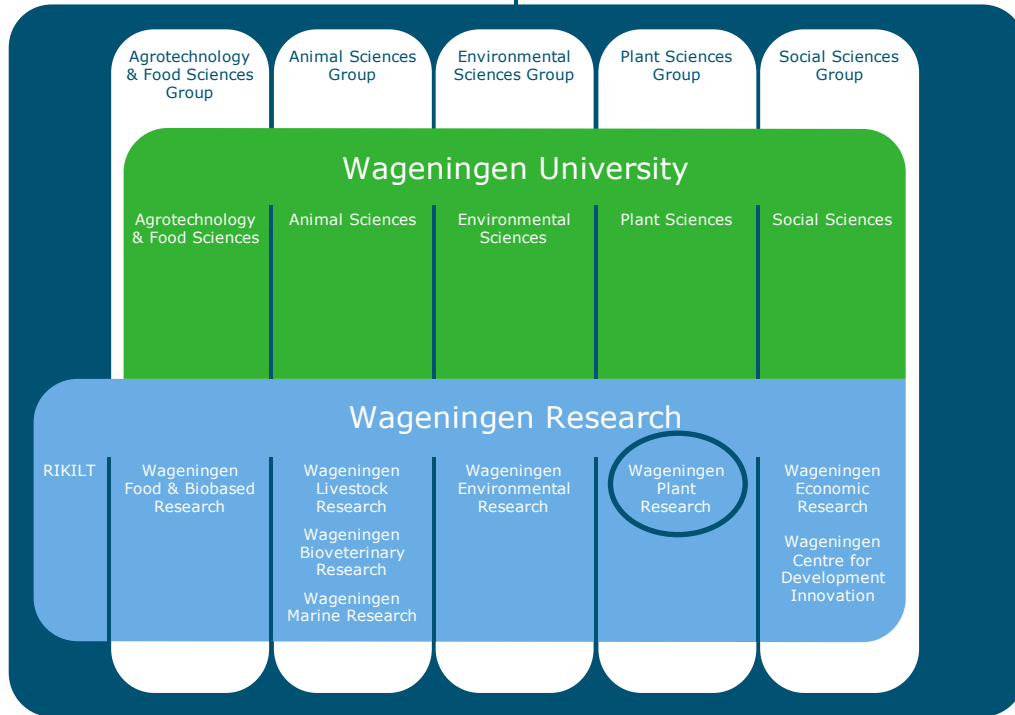 Agrotechnology
& Food Sciences
Group
Animal Sciences
Group
Environmental
Sciences Group
Plant Sciences
Group
Social Sciences
Group
Wageningen University
Agrotechnology
& Food Sciences
Animal Sciences
Environmental
Sciences
Plant Sciences
Social Sciences
Wageningen Research
RIKILT
Wageningen
Food & Biobased
Research
Wageningen
Livestock
Research
Wageningen
Bioveterinary
Research
Wageningen
Marine Research
Wageningen
Environmental
Research
Wageningen
Plant
Research
Wageningen
Economic
Research
Wageningen
Centre for
Development
Innovation